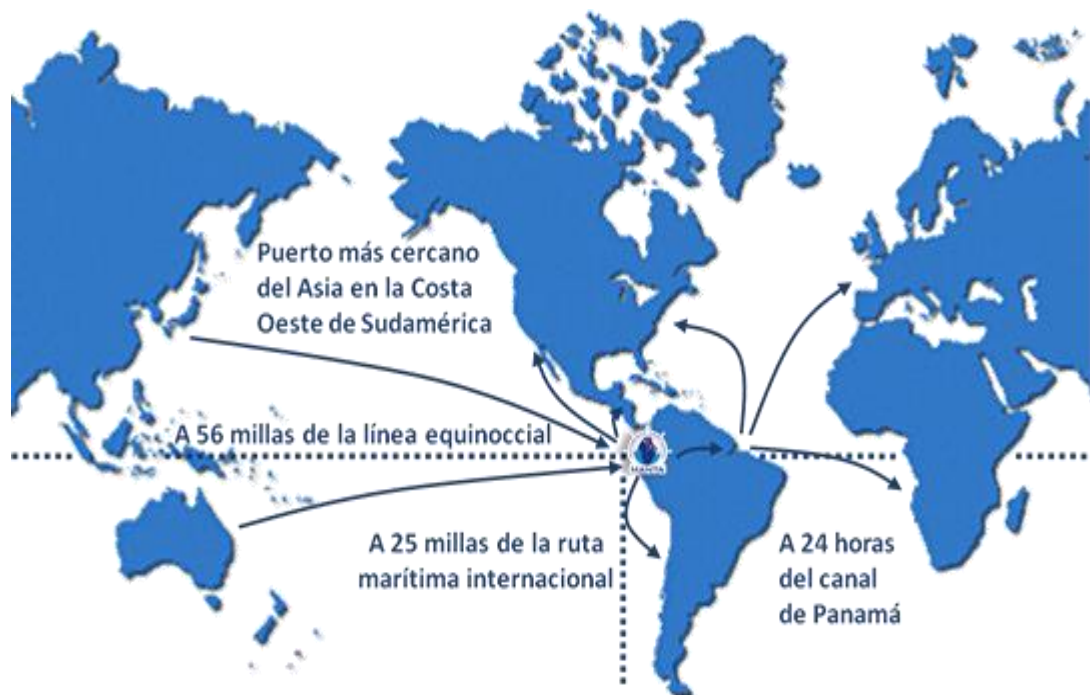 Puerto más cercano
del Asia en la Costa
Oeste de Sudamérica
A 56 millas de la línea equinoccial
MANTA
A 25 millas de la ruta
marítima internacional
A 24 horas
del canal
de Panamá